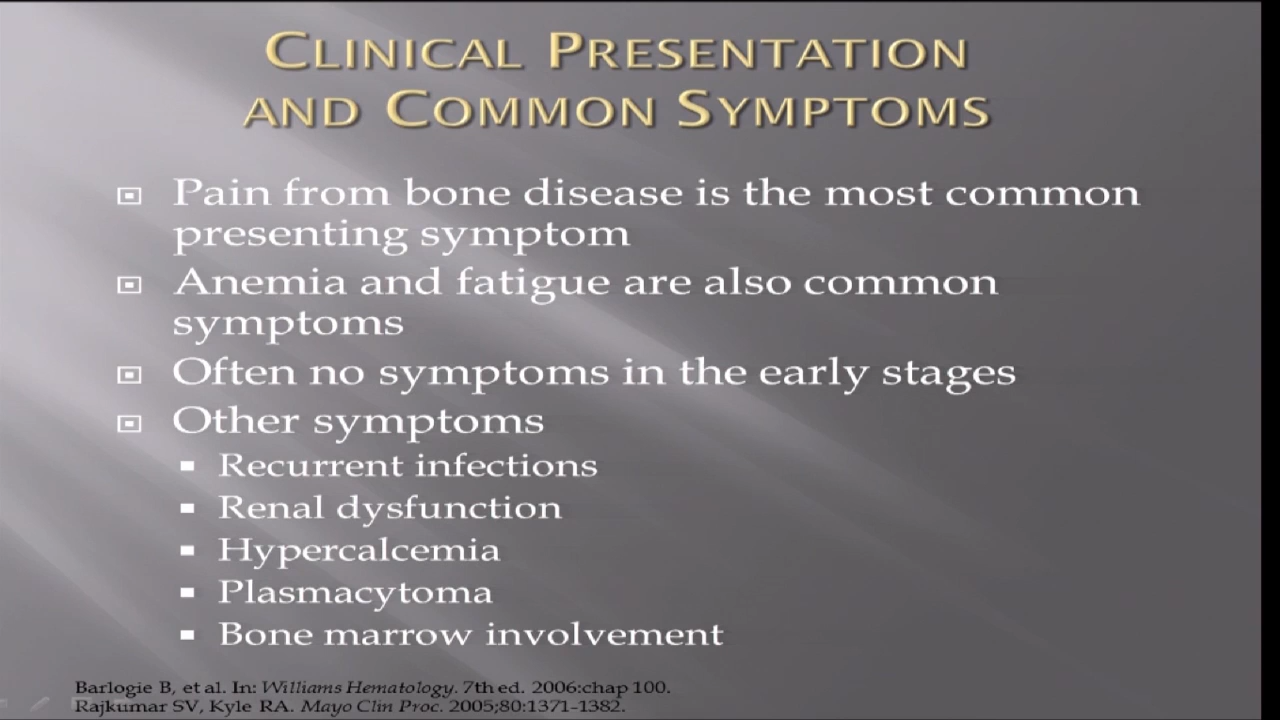 CLINICAL PRESENTATION
AND COMMON SYMPTOMS
Pain from bone disease is the most common
presenting symptom
Anemia and fatigue are also common
symptoms
Often no symptoms in the early stages
Other symptoms
Recurrent infections
Renal dysfunction
Hypercalcemia
Plasmacytoma
Bone marrow involvement
Barlogie B, et al. In: Williams Hematology. 7th ed. 2006:chap 100.
Rajkumar SV, Kyle RA. Mayo Clin Proc. 2005;80:1371-1382.